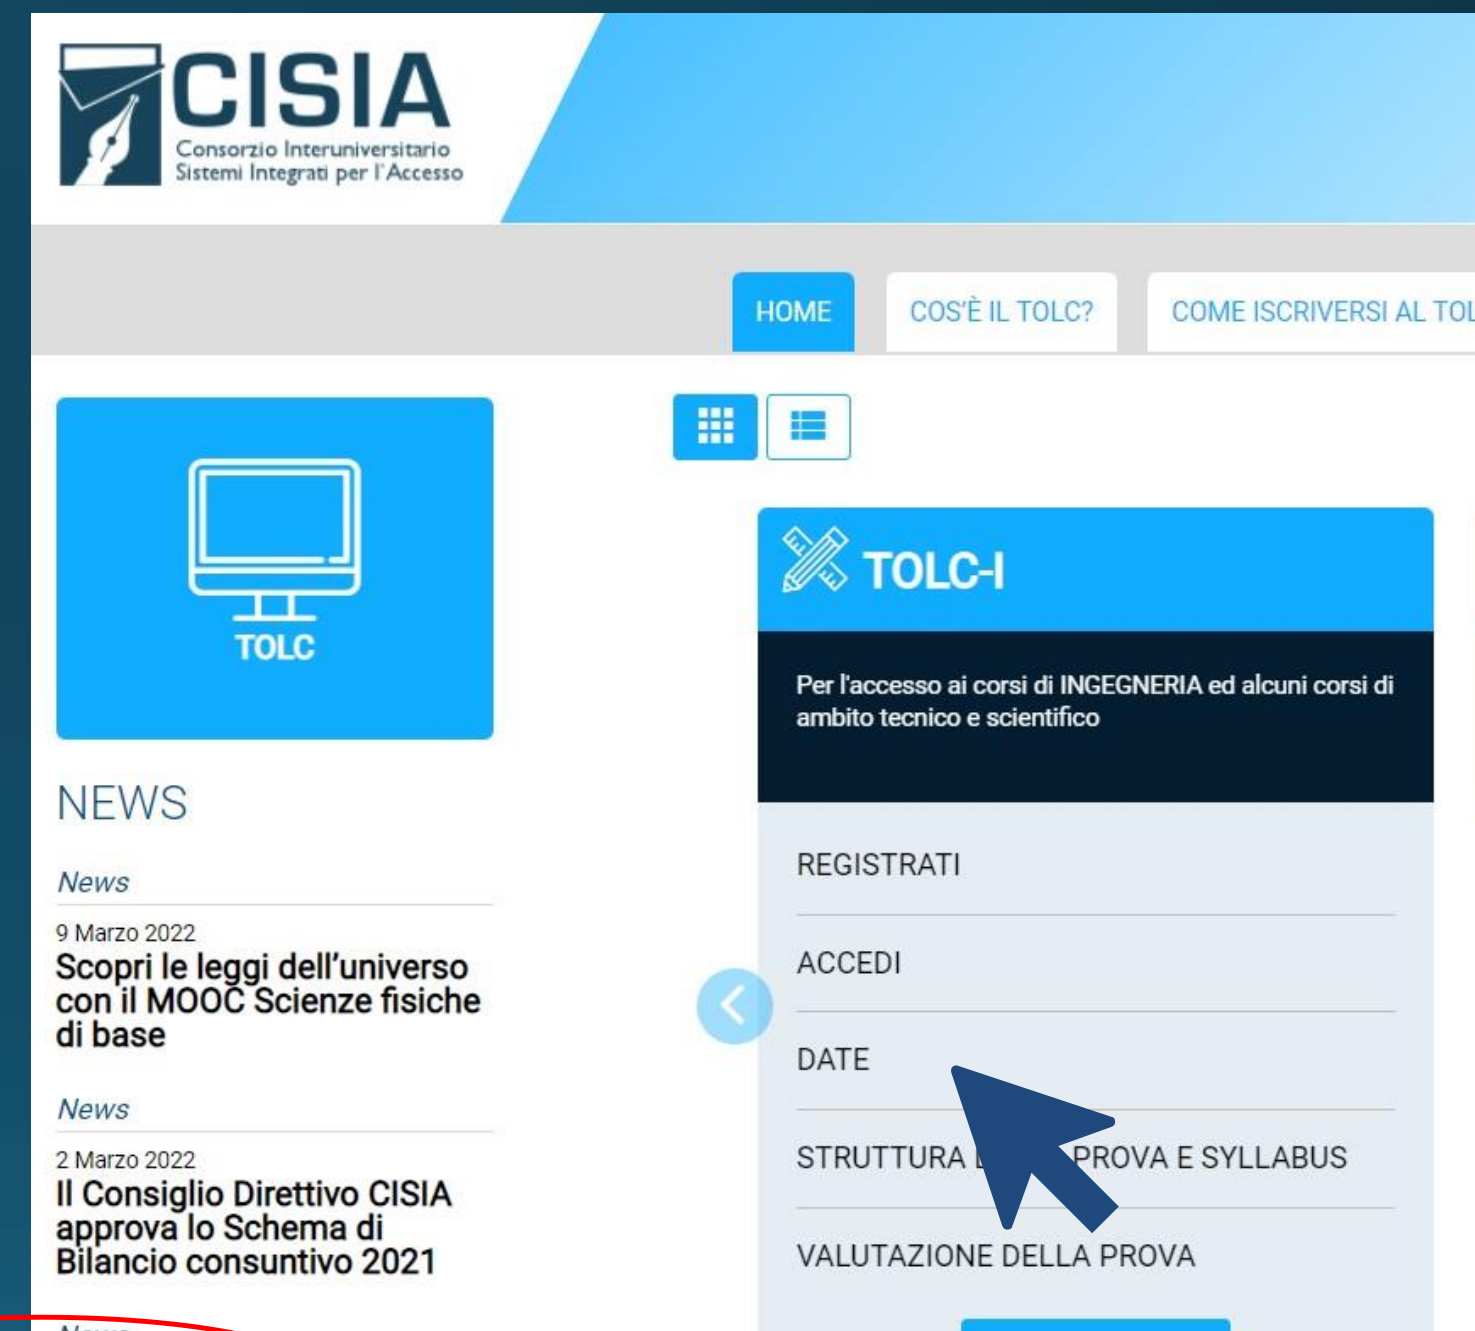 CISIA
Consorzio Interuniversitario
Sistemi Integrati per l'Accesso
HOME
COS'È IL TOLC?
COME ISCRIVERSI AL
TOLC
NEWS
News
9 Marzo 2022
Scopri le leggi dell'universo
con il MOOC Scienze fisiche
di base
News
2 Marzo 2022
Il Consiglio Direttivo CISIA
approva lo Schema di
Bilancio consuntivo 2021
TOLC-I
Per l'accesso ai corsi di INGEGNERIA ed alcuni corsi di
ambito tecnico e scientifico
REGISTRATI
ACCEDI
DATE
STRUTTURA PROVA E SYLLABUS
VALUTAZIONE DELLA PROVA